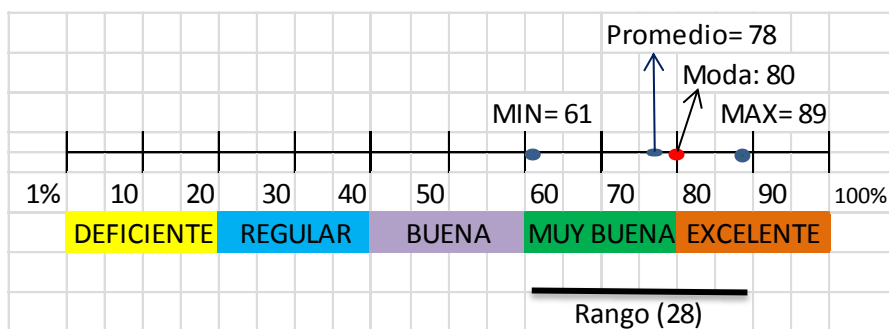 Promedio= 78
Moda: 80
MIN= 61 MAX= 89
1% 10 20 30 40 50 60 70 80 90 100%
DEFICIENTE REGULAR BUENA MUY BUENA EXCELENTE
Rango (28)